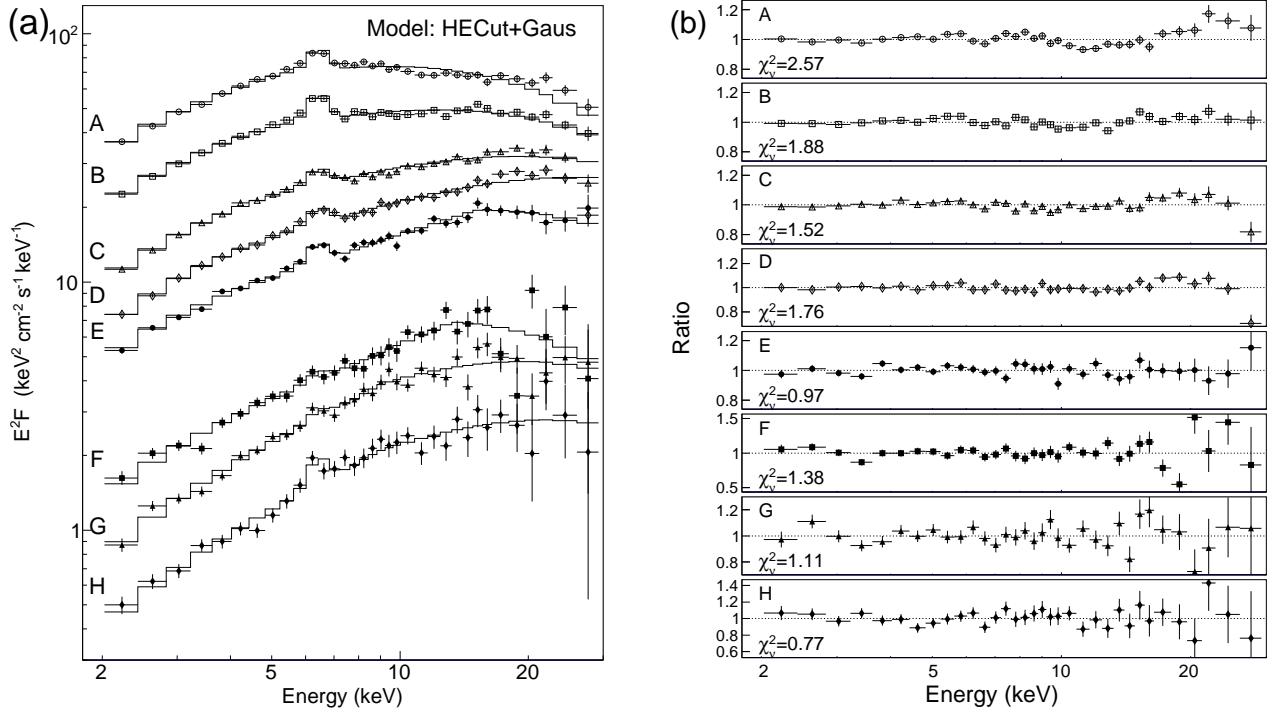 (a)
Model: HECut+Gaus
10²
10
1
E²F (keV² cm⁻² s⁻¹ keV⁻¹)
A
B
C
D
E
F
G
H
2 5 10 20
Energy (keV)
(b)
Ratio
1.2
1
0.8
A
χ²ᵥ=2.57
1.2
1
0.8
B
χ²ᵥ=1.88
1.2
1
0.8
C
χ²ᵥ=1.52
1.2
1
0.8
D
χ²ᵥ=1.76
1.2
1
0.8
E
χ²ᵥ=0.97
1.5
1
0.5
F
χ²ᵥ=1.38
1.2
1
0.8
G
χ²ᵥ=1.11
1.4
1.2
1
0.8
0.6
H
χ²ᵥ=0.77
2 5 10 20
Energy (keV)